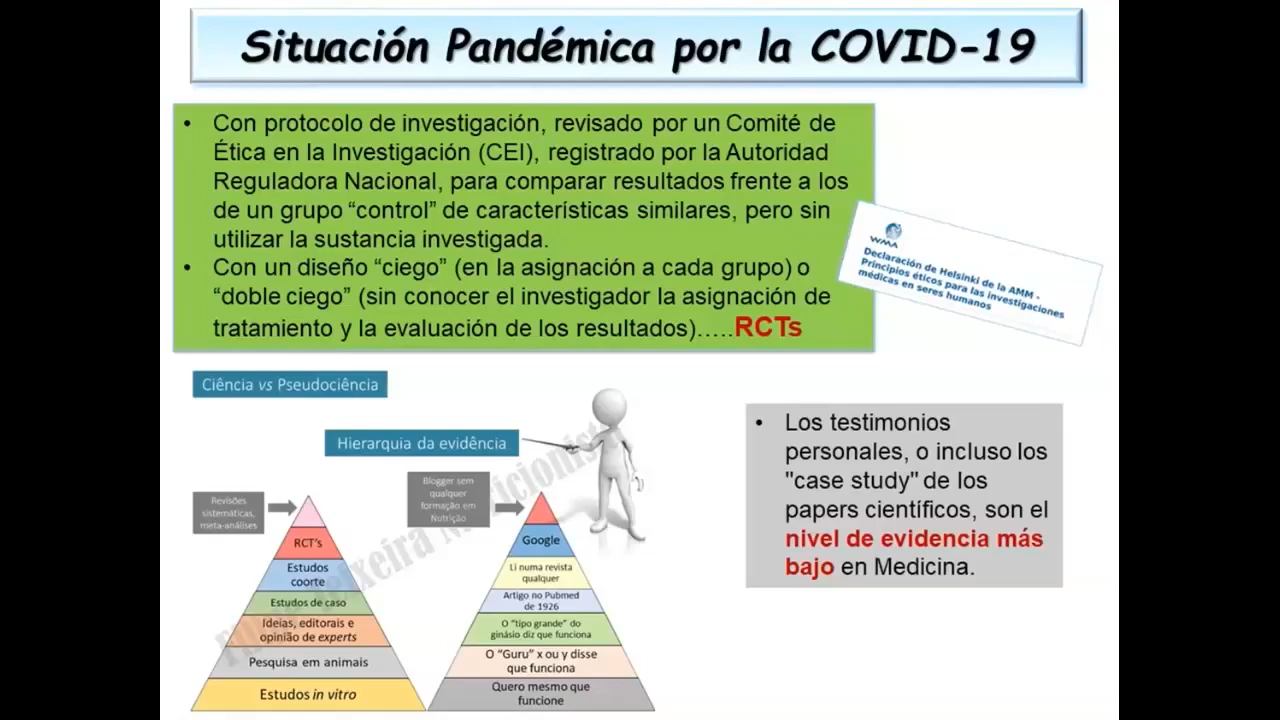 Situación Pandémica por la COVID-19
• Con protocolo de investigación, revisado por un Comité de
Ética en la Investigación (CEI), registrado por la Autoridad
Reguladora Nacional, para comparar resultados frente a los
de un grupo “control” de características similares, pero sin
utilizar la sustancia investigada.
• Con un diseño “ciego” (en la asignación a cada grupo) o
“doble ciego” (sin conocer el investigador la asignación de
tratamiento y la evaluación de los resultados)…..RCTs
WMA
Declaración de Helsinki de la AMM -
Principios éticos para las investigaciones
médicas en seres humanos
Ciência vs Pseudociência
Hierarquia da evidência
Revisões
sistemáticas,
meta-análises
RCT's
Estudos
coorte
Estudos de caso
Ideias, editorais e
opinião de experts
Pesquisa em animais
Estudos in vitro
Blogger sem
qualquer
formação em
Nutrição
Google
Li numa revista
qualquer
Artigo no Pubmed
de 1926
O “tipo grande” do
ginásio diz que funciona
O “Guru” x ou y disse
que funciona
Quero mesmo que
funcione
• Los testimonios
personales, o incluso los
"case study" de los
papers científicos, son el
nivel de evidencia más
bajo en Medicina.